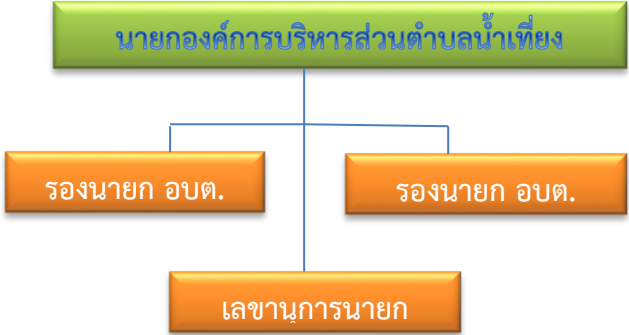 นายกองค์การบริหารส่วนตำบลน้ำเที่ยง
รองนายก อบต.
รองนายก อบต.
เลขานุการนายก